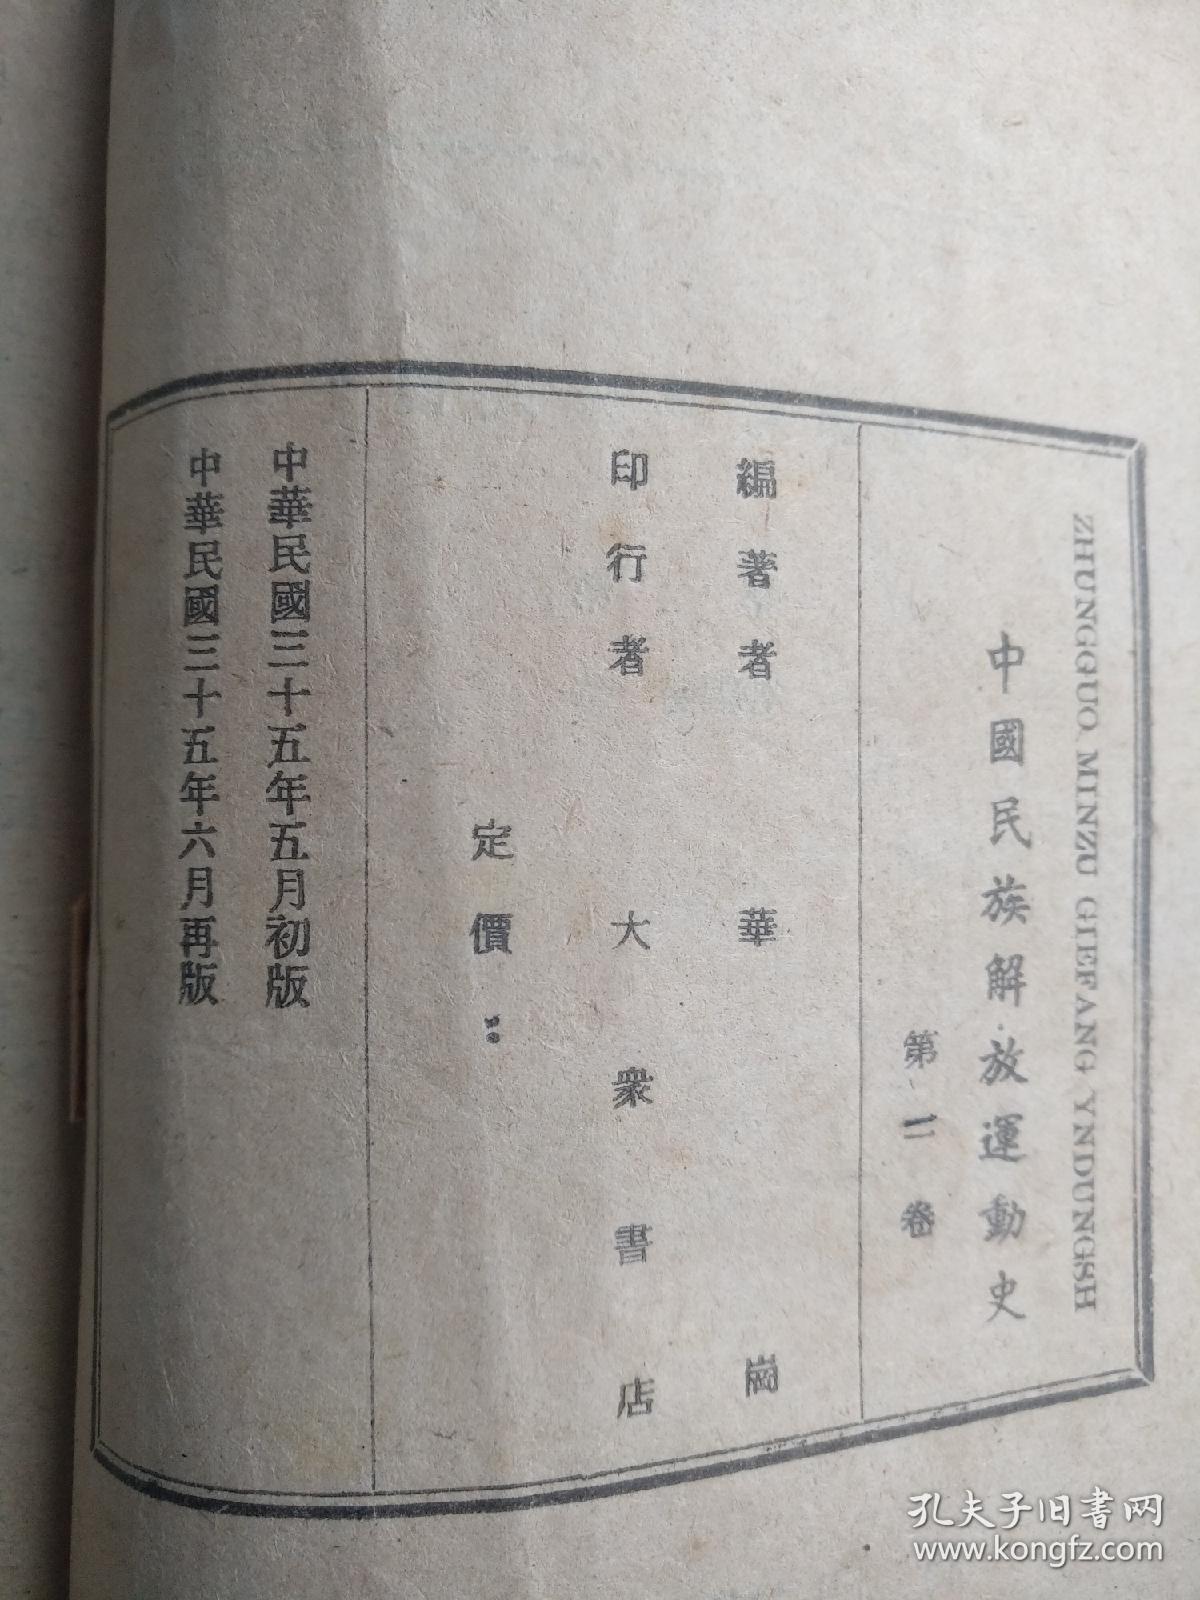 ZHUNGGUO MINZU GIEFANG YNDUNGSH
中國民族解放運動史
第二卷
編著者 華崗
印行者 大衆書店
定價：
中華民國三十五年五月初版
中華民國三十五年六月再版
孔夫子旧書网
www.kongfz.com